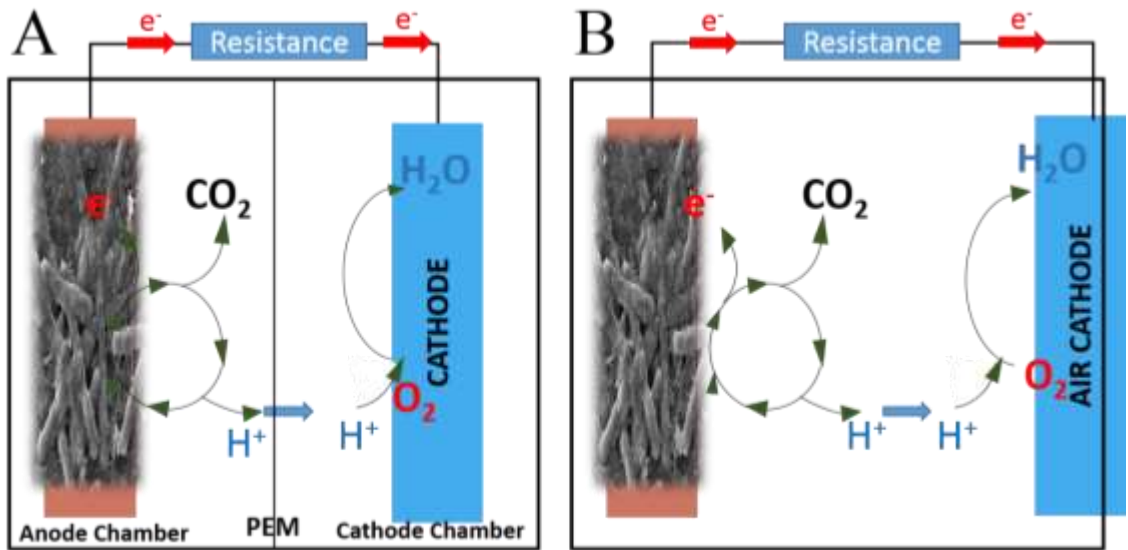 A
e⁻
Resistance
e⁻
e⁻
CO₂
H₂O
CATHODE
O₂
H⁺
H⁺
Anode Chamber
PEM
Cathode Chamber
B
e⁻
Resistance
e⁻
e⁻
CO₂
H₂O
AIR CATHODE
O₂
H⁺
H⁺